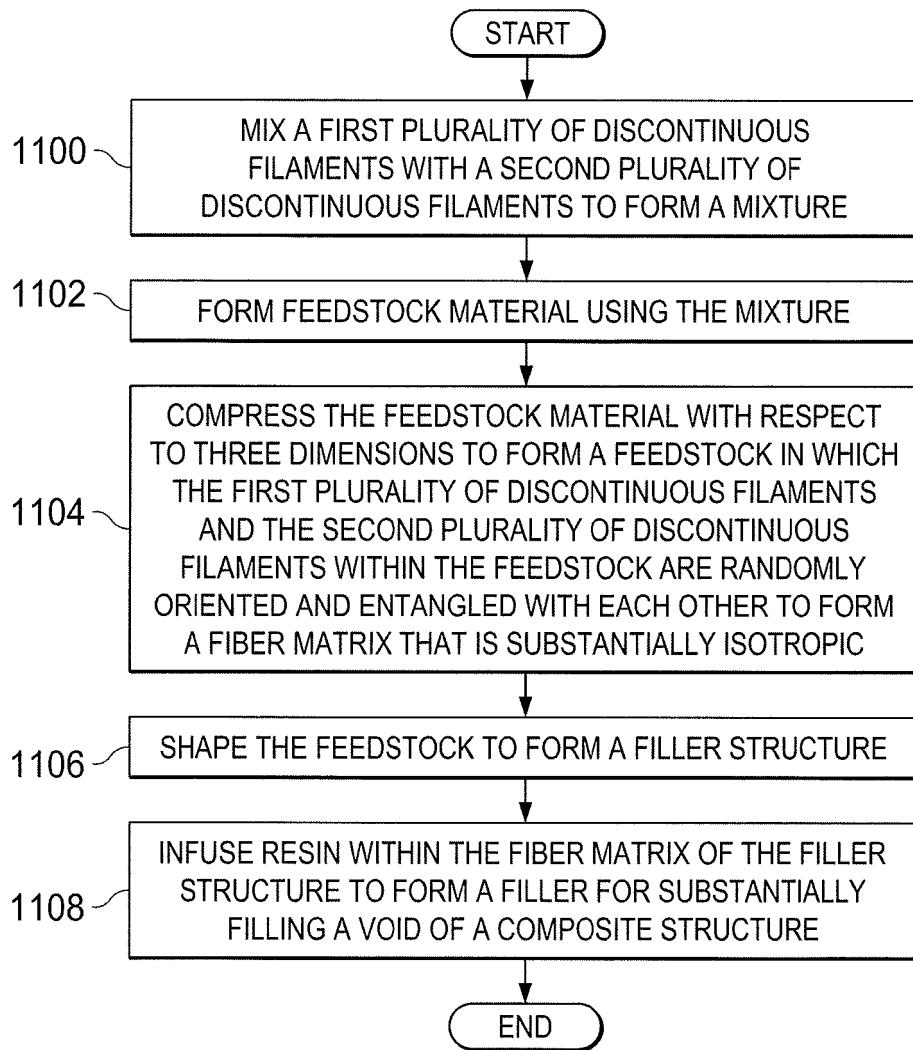 START
1100
MIX A FIRST PLURALITY OF DISCONTINUOUS
FILAMENTS WITH A SECOND PLURALITY OF
DISCONTINUOUS FILAMENTS TO FORM A MIXTURE
1102
FORM FEEDSTOCK MATERIAL USING THE MIXTURE
1104
COMPRESS THE FEEDSTOCK MATERIAL WITH RESPECT
TO THREE DIMENSIONS TO FORM A FEEDSTOCK IN WHICH
THE FIRST PLURALITY OF DISCONTINUOUS FILAMENTS
AND THE SECOND PLURALITY OF DISCONTINUOUS
FILAMENTS WITHIN THE FEEDSTOCK ARE RANDOMLY
ORIENTED AND ENTANGLED WITH EACH OTHER TO FORM
A FIBER MATRIX THAT IS SUBSTANTIALLY ISOTROPIC
1106
SHAPE THE FEEDSTOCK TO FORM A FILLER STRUCTURE
1108
INFUSE RESIN WITHIN THE FIBER MATRIX OF THE FILLER
STRUCTURE TO FORM A FILLER FOR SUBSTANTIALLY
FILLING A VOID OF A COMPOSITE STRUCTURE
END